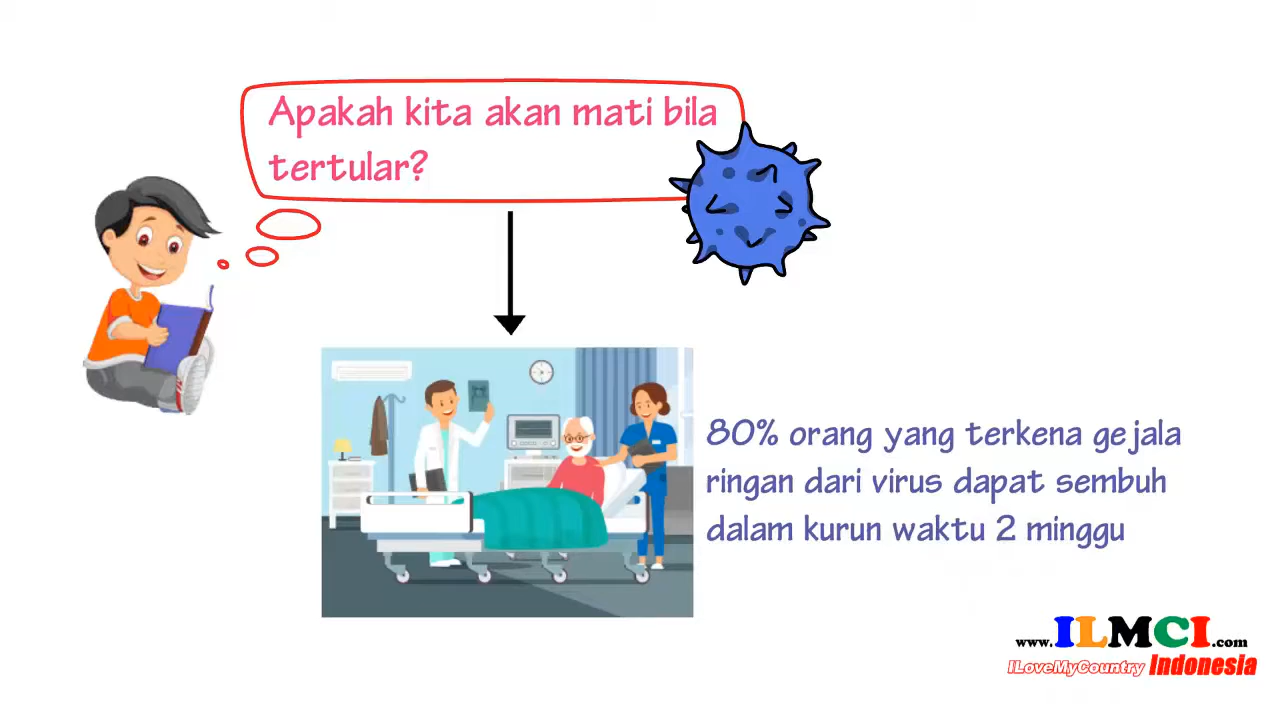 Apakah kita akan mati bila
tertular?
80% orang yang terkena gejala
ringan dari virus dapat sembuh
dalam kurun waktu 2 minggu
www.ILMCI.com
ILoveMyCountry Indonesia